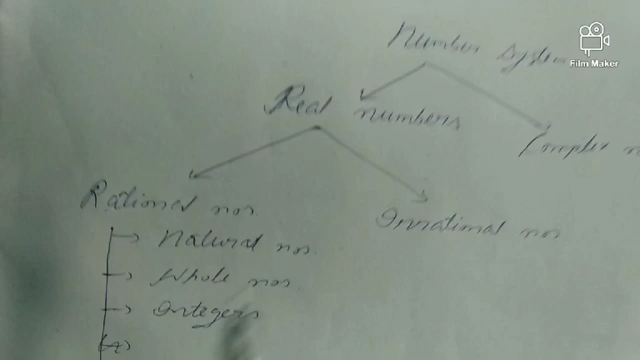 Number system
Film Maker
Real numbers
Complex n
Rational nos.
Irrational nos
Natural nos.
Whole nos.
Integers